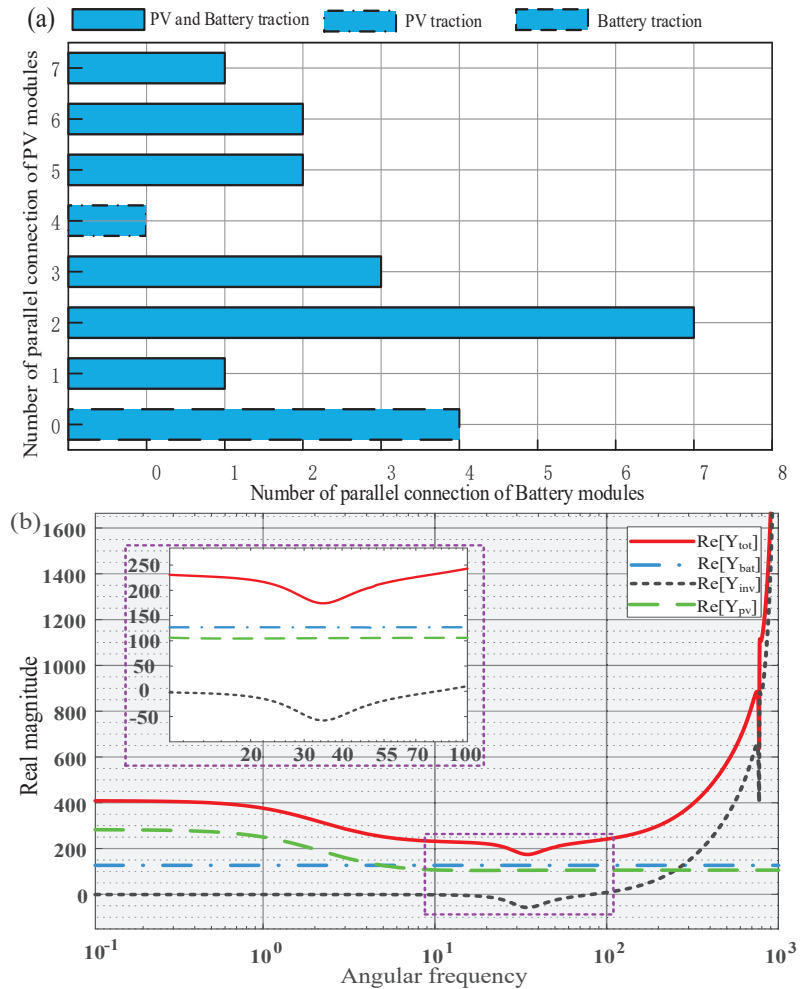 (a)
PV and Battery traction
PV traction
Battery traction
Number of parallel connection of PV modules
7
6
5
4
3
2
1
0
0 1 2 3 4 5 6 7 8
Number of parallel connection of Battery modules
(b)
Real magnitude
1600
1400
1200
1000
800
600
400
200
0
250
200
150
100
50
0
-50
20 30 40 55 70 100
Re[Y_tot]
Re[Y_bat]
Re[Y_inv]
Re[Y_pv]
10^-1 10^0 10^1 10^2 10^3
Angular frequency